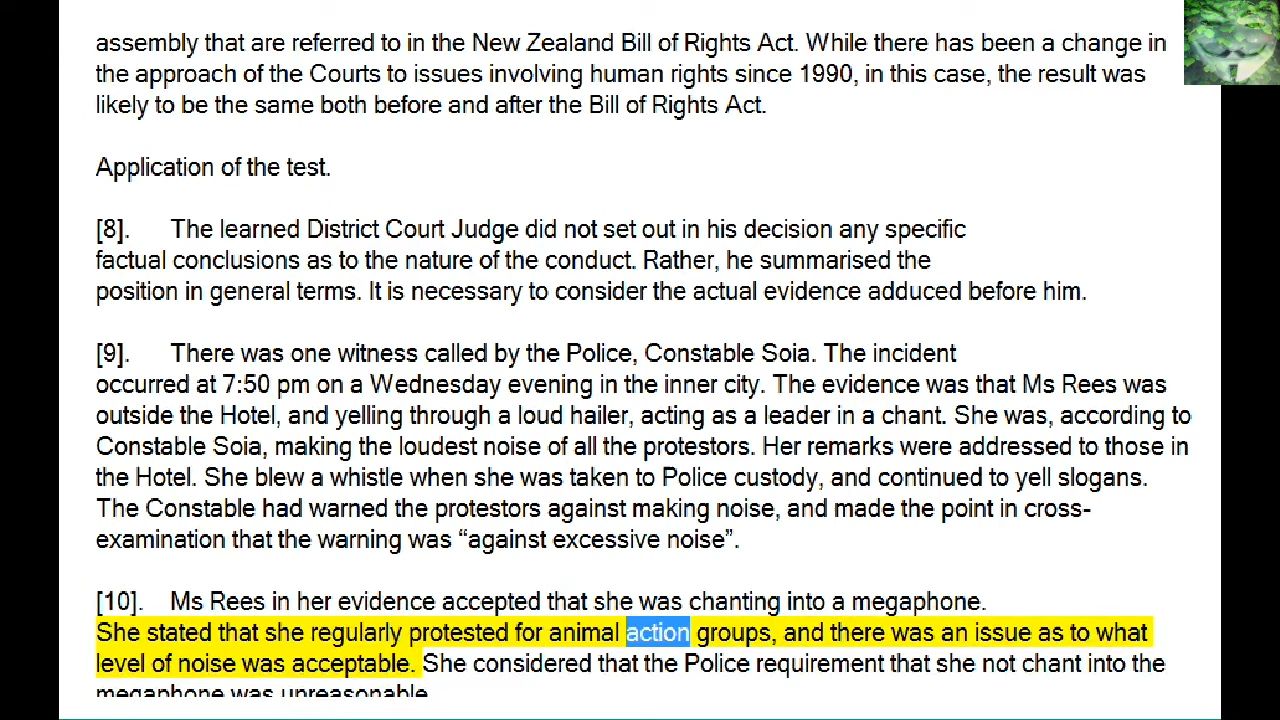 assembly that are referred to in the New Zealand Bill of Rights Act. While there has been a change in
the approach of the Courts to issues involving human rights since 1990, in this case, the result was
likely to be the same both before and after the Bill of Rights Act.
Application of the test.
[8]. The learned District Court Judge did not set out in his decision any specific
factual conclusions as to the nature of the conduct. Rather, he summarised the
position in general terms. It is necessary to consider the actual evidence adduced before him.
[9]. There was one witness called by the Police, Constable Soia. The incident
occurred at 7:50 pm on a Wednesday evening in the inner city. The evidence was that Ms Rees was
outside the Hotel, and yelling through a loud hailer, acting as a leader in a chant. She was, according to
Constable Soia, making the loudest noise of all the protestors. Her remarks were addressed to those in
the Hotel. She blew a whistle when she was taken to Police custody, and continued to yell slogans.
The Constable had warned the protestors against making noise, and made the point in cross-
examination that the warning was “against excessive noise”.
[10]. Ms Rees in her evidence accepted that she was chanting into a megaphone.
She stated that she regularly protested for animal action groups, and there was an issue as to what
level of noise was acceptable. She considered that the Police requirement that she not chant into the
megaphone was unreasonable.